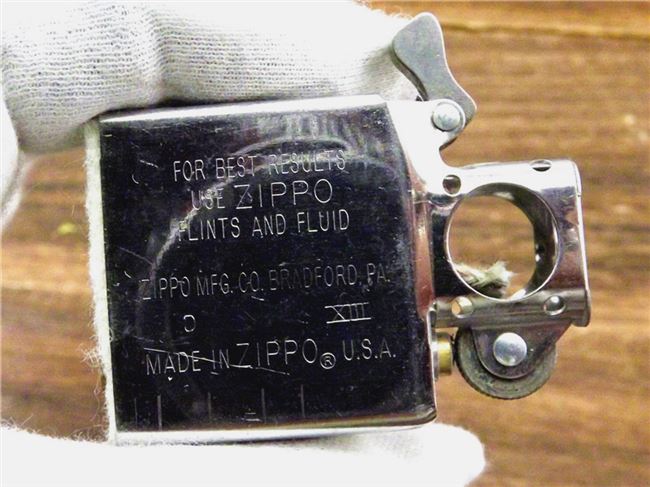 FOR BEST RESULTS
USE ZIPPO
FLINTS AND FLUID
ZIPPO MFG. CO. BRADFORD, PA.
D XIII
MADE IN ZIPPO® U.S.A.